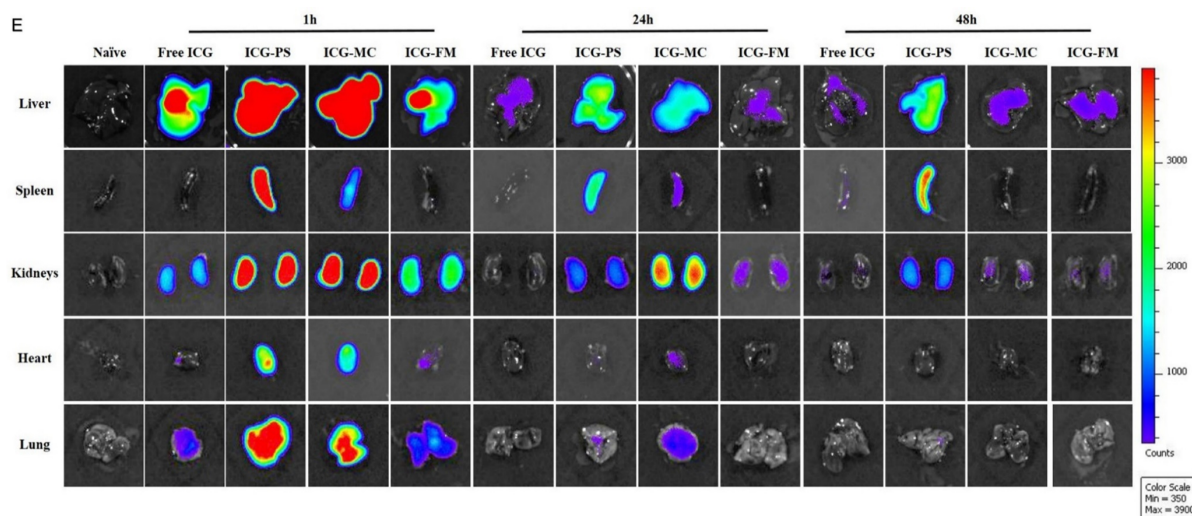 E
1h 24h 48h
Naïve Free ICG ICG-PS ICG-MC ICG-FM Free ICG ICG-PS ICG-MC ICG-FM Free ICG ICG-PS ICG-MC ICG-FM
Liver
3000
Spleen
Kidneys
2000
Heart
1000
Lung
Counts
Color Scale
Min = 350
Max = 3900